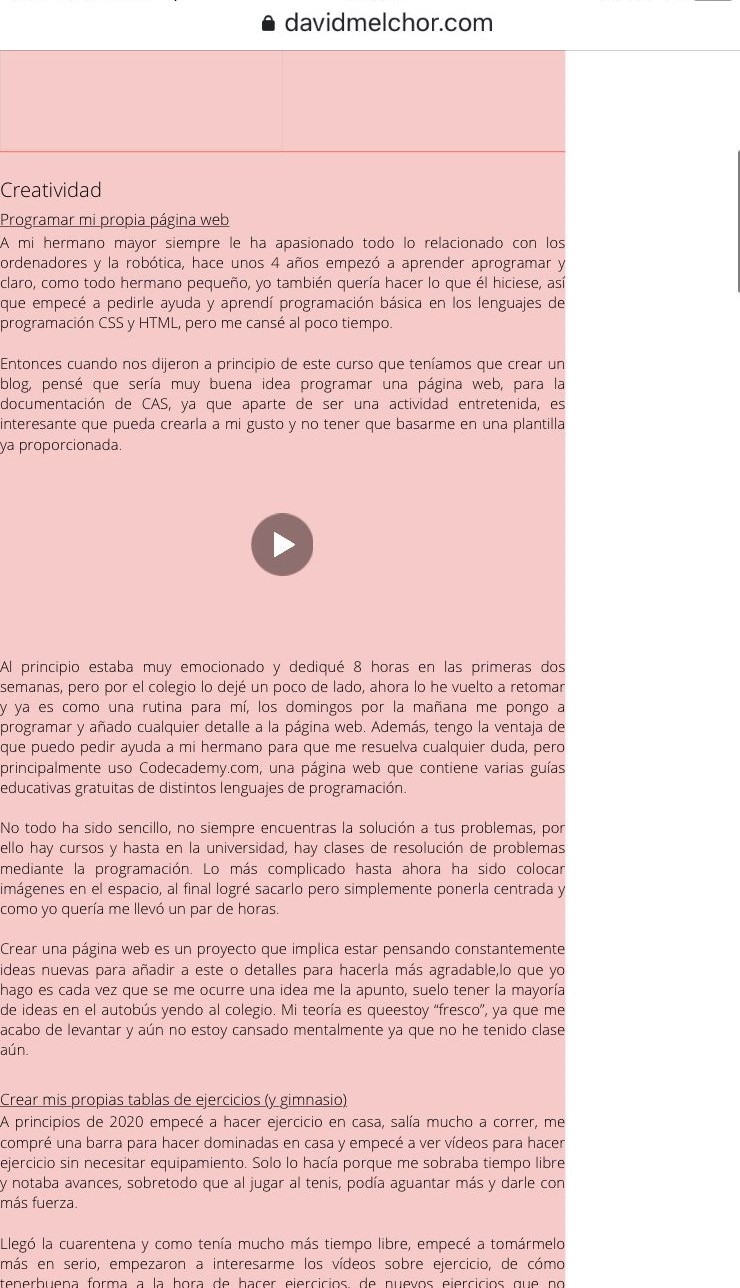 davidmelchor.com
Creatividad
Programar mi propia página web
A mi hermano mayor siempre le ha apasionado todo lo relacionado con los
ordenadores y la robótica, hace unos 4 años empezó a aprender aprogramar y
claro, como todo hermano pequeño, yo también quería hacer lo que él hiciese, así
que empecé a pedirle ayuda y aprendí programación básica en los lenguajes de
programación CSS y HTML, pero me cansé al poco tiempo.
Entonces cuando nos dijeron a principio de este curso que teníamos que crear un
blog, pensé que sería muy buena idea programar una página web, para la
documentación de CAS, ya que aparte de ser una actividad entretenida, es
interesante que pueda crearla a mi gusto y no tener que basarme en una plantilla
ya proporcionada.
Al principio estaba muy emocionado y dediqué 8 horas en las primeras dos
semanas, pero por el colegio lo dejé un poco de lado, ahora lo he vuelto a retomar
y ya es como una rutina para mí, los domingos por la mañana me pongo a
programar y añado cualquier detalle a la página web. Además, tengo la ventaja de
que puedo pedir ayuda a mi hermano para que me resuelva cualquier duda, pero
principalmente uso Codecademy.com, una página web que contiene varias guías
educativas gratuitas de distintos lenguajes de programación.
No todo ha sido sencillo, no siempre encuentras la solución a tus problemas, por
ello hay cursos y hasta en la universidad, hay clases de resolución de problemas
mediante la programación. Lo más complicado hasta ahora ha sido colocar
imágenes en el espacio, al final logré sacarlo pero simplemente ponerla centrada y
como yo quería me llevó un par de horas.
Crear una página web es un proyecto que implica estar pensando constantemente
ideas nuevas para añadir a este o detalles para hacerla más agradable,lo que yo
hago es cada vez que se me ocurre una idea me la apunto, suelo tener la mayoría
de ideas en el autobús yendo al colegio. Mi teoría es queestoy “fresco”, ya que me
acabo de levantar y aún no estoy cansado mentalmente ya que no he tenido clase
aún.
Crear mis propias tablas de ejercicios (y gimnasio)
A principios de 2020 empecé a hacer ejercicio en casa, salía mucho a correr, me
compré una barra para hacer dominadas en casa y empecé a ver vídeos para hacer
ejercicio sin necesitar equipamiento. Solo lo hacía porque me sobraba tiempo libre
y notaba avances, sobretodo que al jugar al tenis, podía aguantar más y darle con
más fuerza.
Llegó la cuarentena y como tenía mucho más tiempo libre, empecé a tomármelo
más en serio, empezaron a interesarme los vídeos sobre ejercicio, de cómo
tenerbuena forma a la hora de hacer ejercicios, de nuevos ejercicios que no